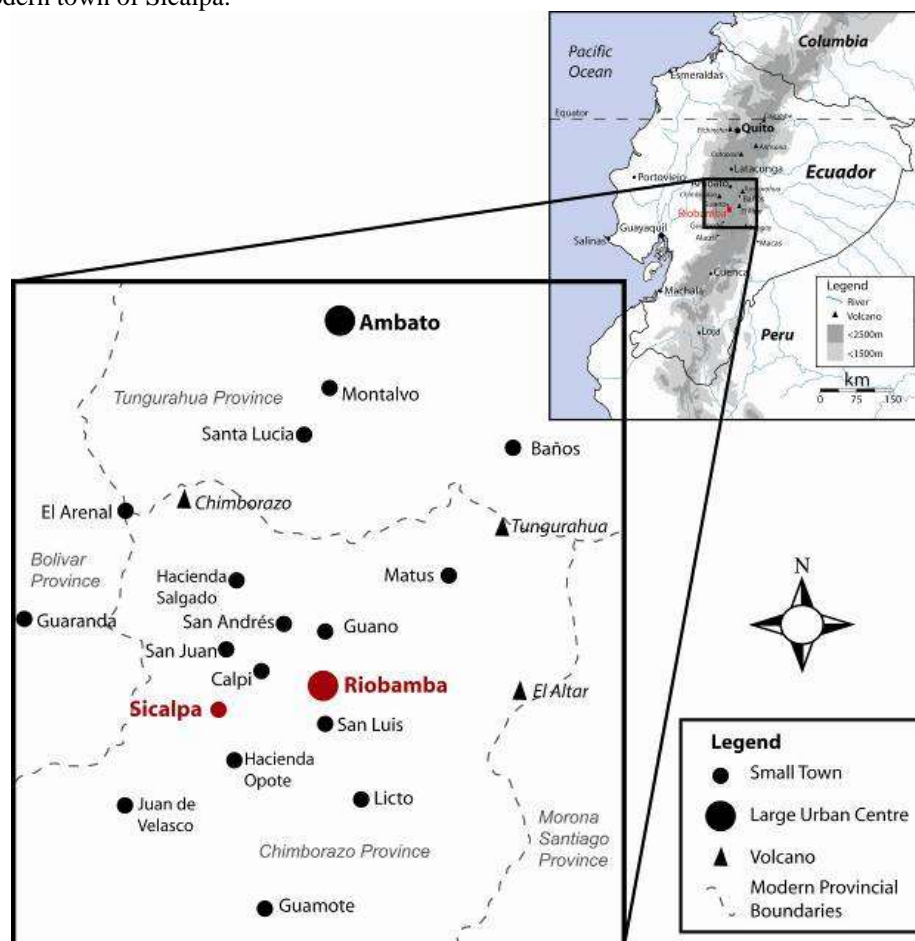 odern town of Sicalpa.
Columbia
Pacific
Ocean
Esmeraldas
Equator
Quito
Ecuador
Latacunga
Portoviejo
Ambato
Baños
Riobamba
Guayaquil
Salinas
Macas
Cuenca
Machala
Loja
Peru
Legend
River
Volcano
<2500m
<1500m
km
0 75 150
Ambato
Montalvo
Tungurahua Province
Santa Lucia
Baños
Chimborazo
El Arenal
Tungurahua
Bolivar
Province
Hacienda
Salgado
Matus
Guaranda
San Andrés
Guano
San Juan
Calpi
Riobamba
El Altar
Sicalpa
San Luis
Hacienda
Opote
Juan de
Velasco
Licto
Morona
Santiago
Province
Chimborazo Province
Guamote
N
Legend
Small Town
Large Urban Centre
Volcano
Modern Provincial
Boundaries